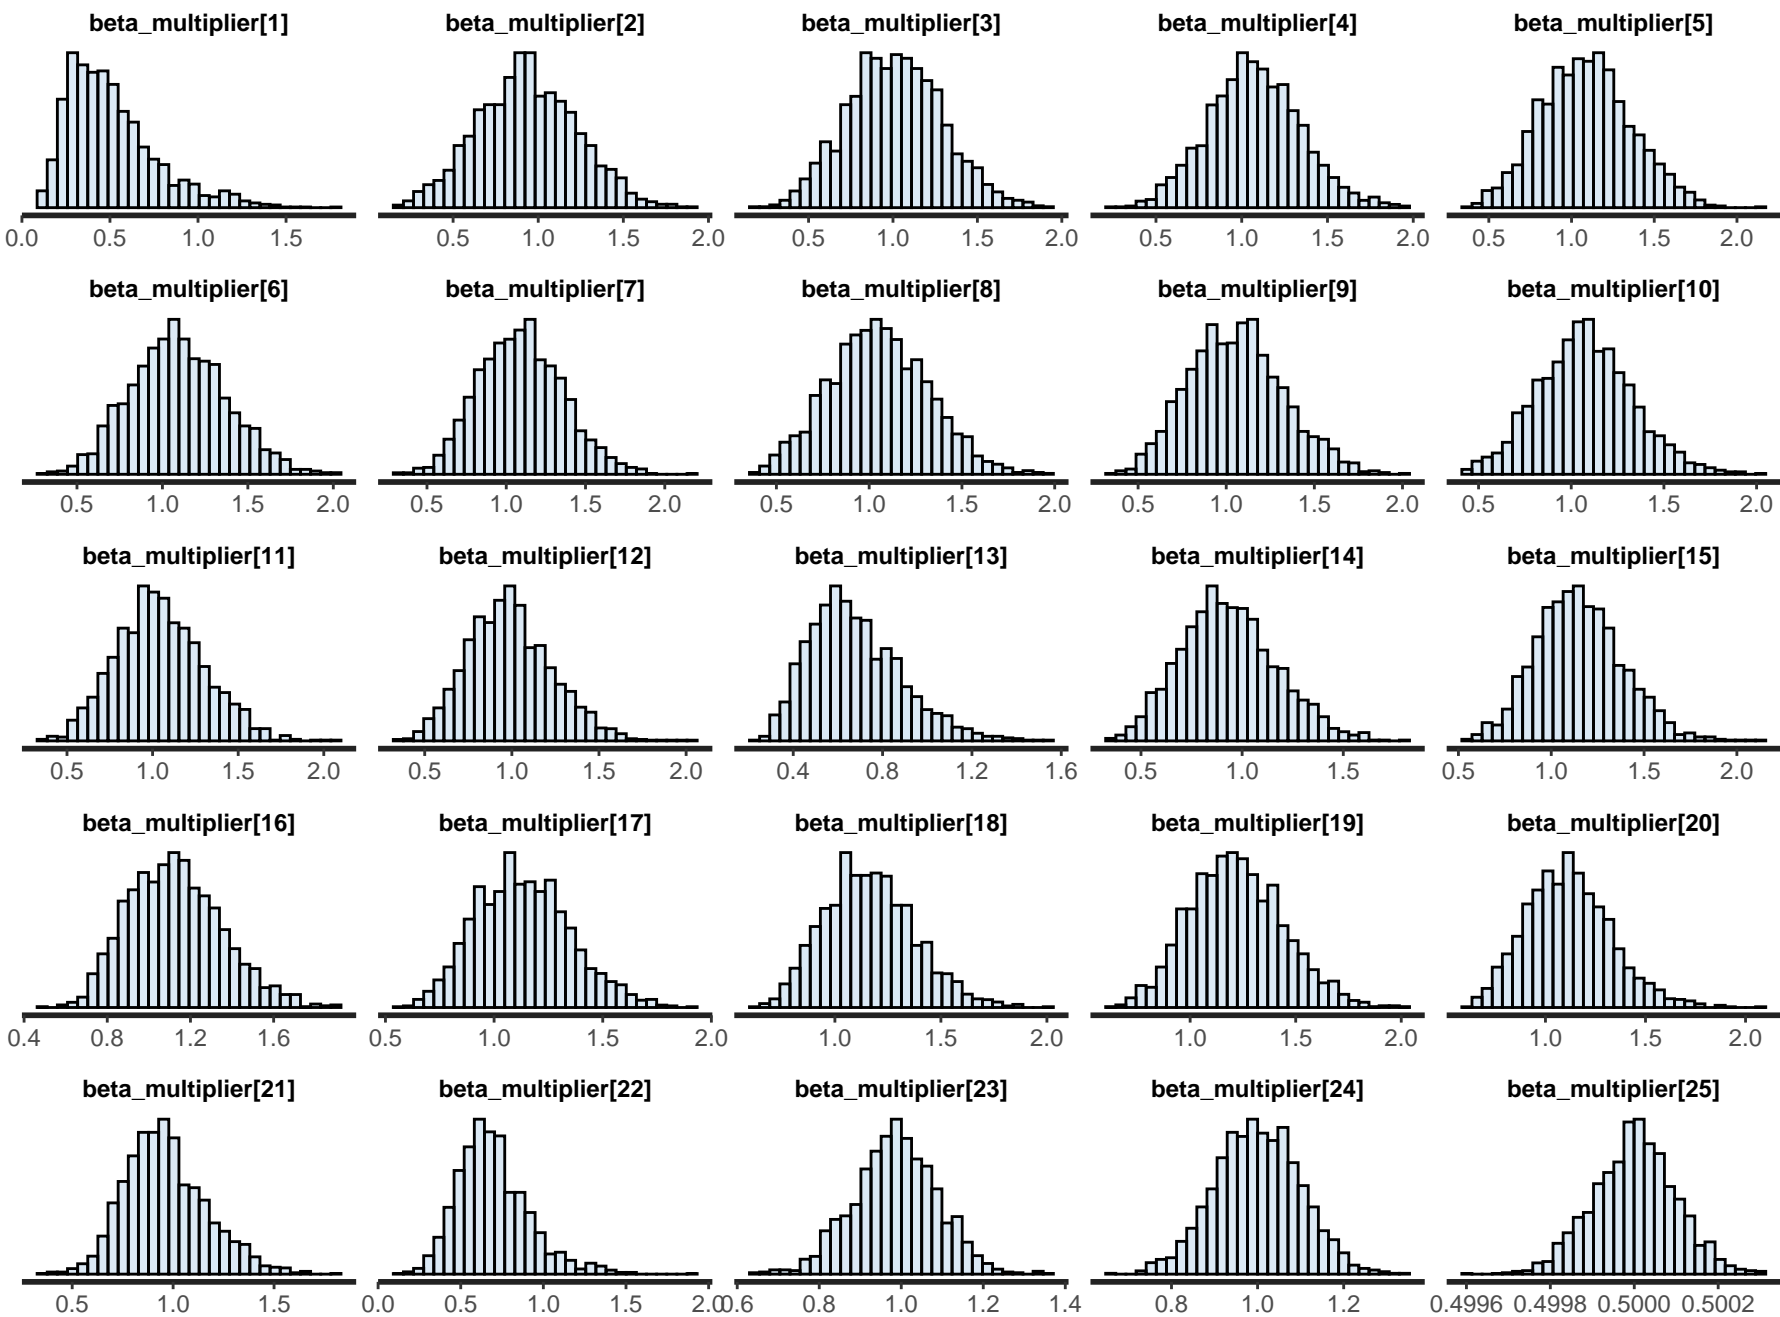 beta_multiplier[1] beta_multiplier[2] beta_multiplier[3] beta_multiplier[4] beta_multiplier[5]
0.0 0.5 1.0 1.5 0.5 1.0 1.5 2.0 0.5 1.0 1.5 2.0 0.5 1.0 1.5 2.0 0.5 1.0 1.5 2.0
beta_multiplier[6] beta_multiplier[7] beta_multiplier[8] beta_multiplier[9] beta_multiplier[10]
0.5 1.0 1.5 2.0 0.5 1.0 1.5 2.0 0.5 1.0 1.5 2.0 0.5 1.0 1.5 2.0 0.5 1.0 1.5 2.0
beta_multiplier[11] beta_multiplier[12] beta_multiplier[13] beta_multiplier[14] beta_multiplier[15]
0.5 1.0 1.5 2.0 0.5 1.0 1.5 2.0 0.4 0.8 1.2 1.6 0.5 1.0 1.5 0.5 1.0 1.5 2.0
beta_multiplier[16] beta_multiplier[17] beta_multiplier[18] beta_multiplier[19] beta_multiplier[20]
0.4 0.8 1.2 1.6 0.5 1.0 1.5 2.0 1.0 1.5 2.0 1.0 1.5 2.0 1.0 1.5 2.0
beta_multiplier[21] beta_multiplier[22] beta_multiplier[23] beta_multiplier[24] beta_multiplier[25]
0.5 1.0 1.5 0.0 0.5 1.0 1.5 2.0 0.6 0.8 1.0 1.2 1.4 0.8 1.0 1.2 0.4996 0.4998 0.5000 0.5002